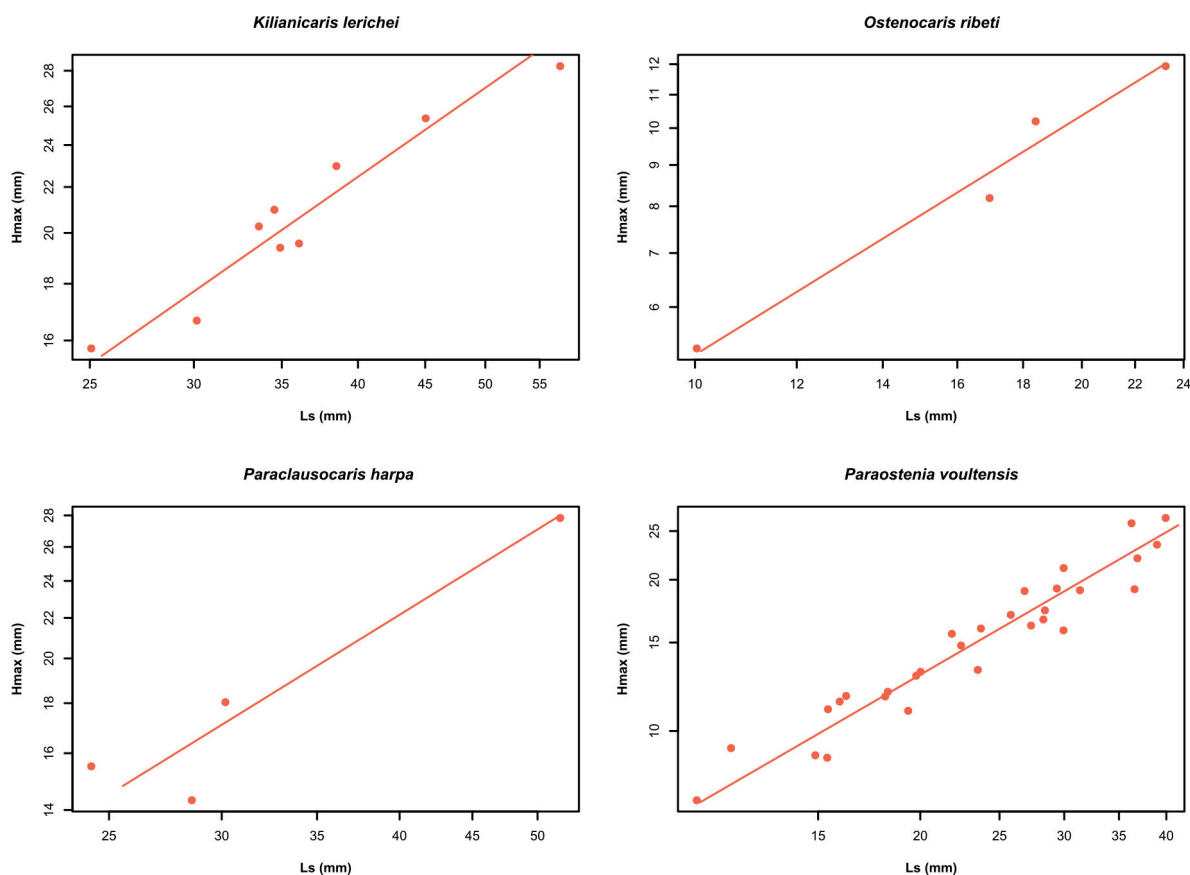 Kilianicaris lerichei
28
26
24
22
20
18
16
Hmax (mm)
25 30 35 40 45 50 55
Ls (mm)
Ostenocaris ribeti
12
11
10
9
8
7
6
Hmax (mm)
10 12 14 16 18 20 22 24
Ls (mm)
Paraclausocaris harpa
28
26
24
22
20
18
16
14
Hmax (mm)
25 30 35 40 45 50
Ls (mm)
Paraostenia voultensis
25
20
15
10
Hmax (mm)
15 20 25 30 35 40
Ls (mm)